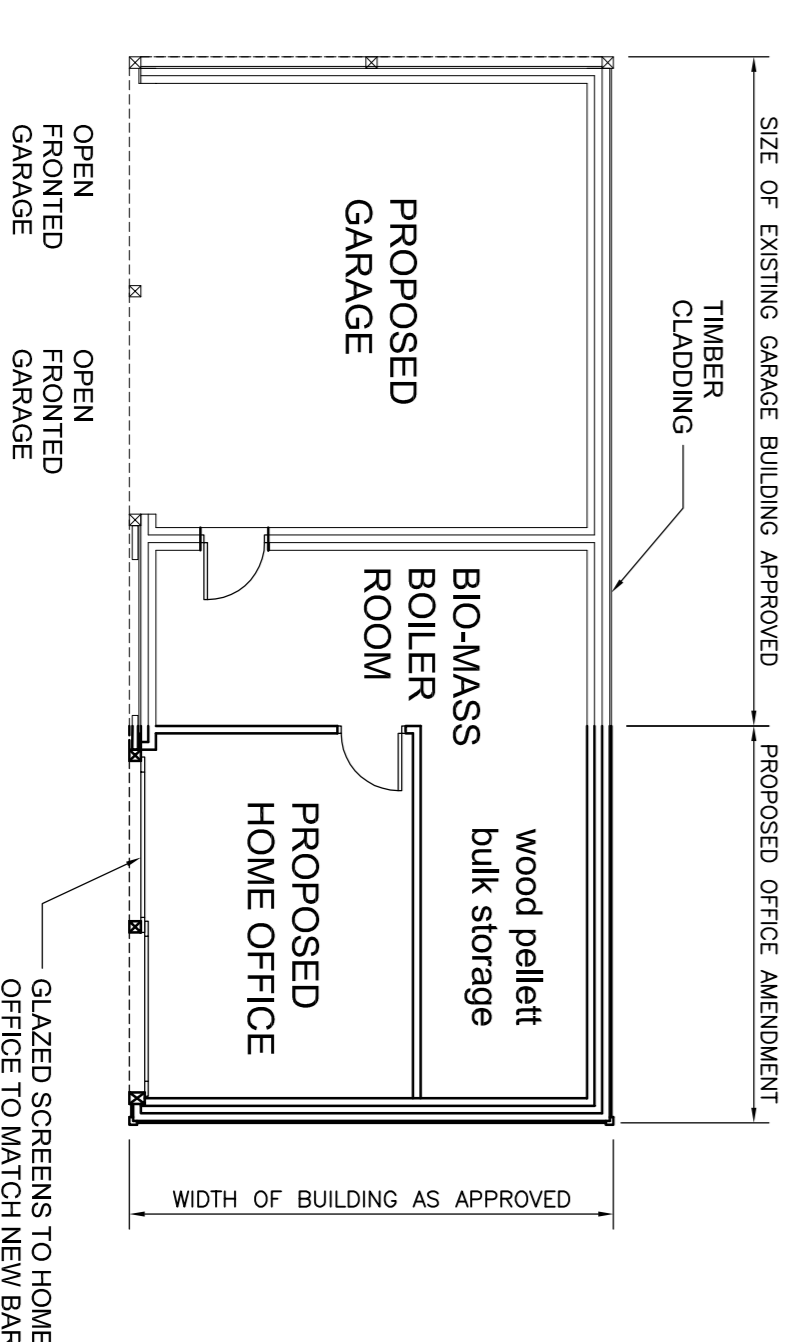 SIZE OF EXISTING GARAGE BUILDING APPROVED
PROPOSED OFFICE AMENDMENT
TIMBER
CLADDING
PROPOSED
GARAGE
BIO-MASS
BOILER
ROOM
wood pellett
bulk storage
PROPOSED
HOME OFFICE
WIDTH OF BUILDING AS APPROVED
OPEN
FRONTED
GARAGE
OPEN
FRONTED
GARAGE
GLAZED SCREENS TO HOME
OFFICE TO MATCH NEW BAR